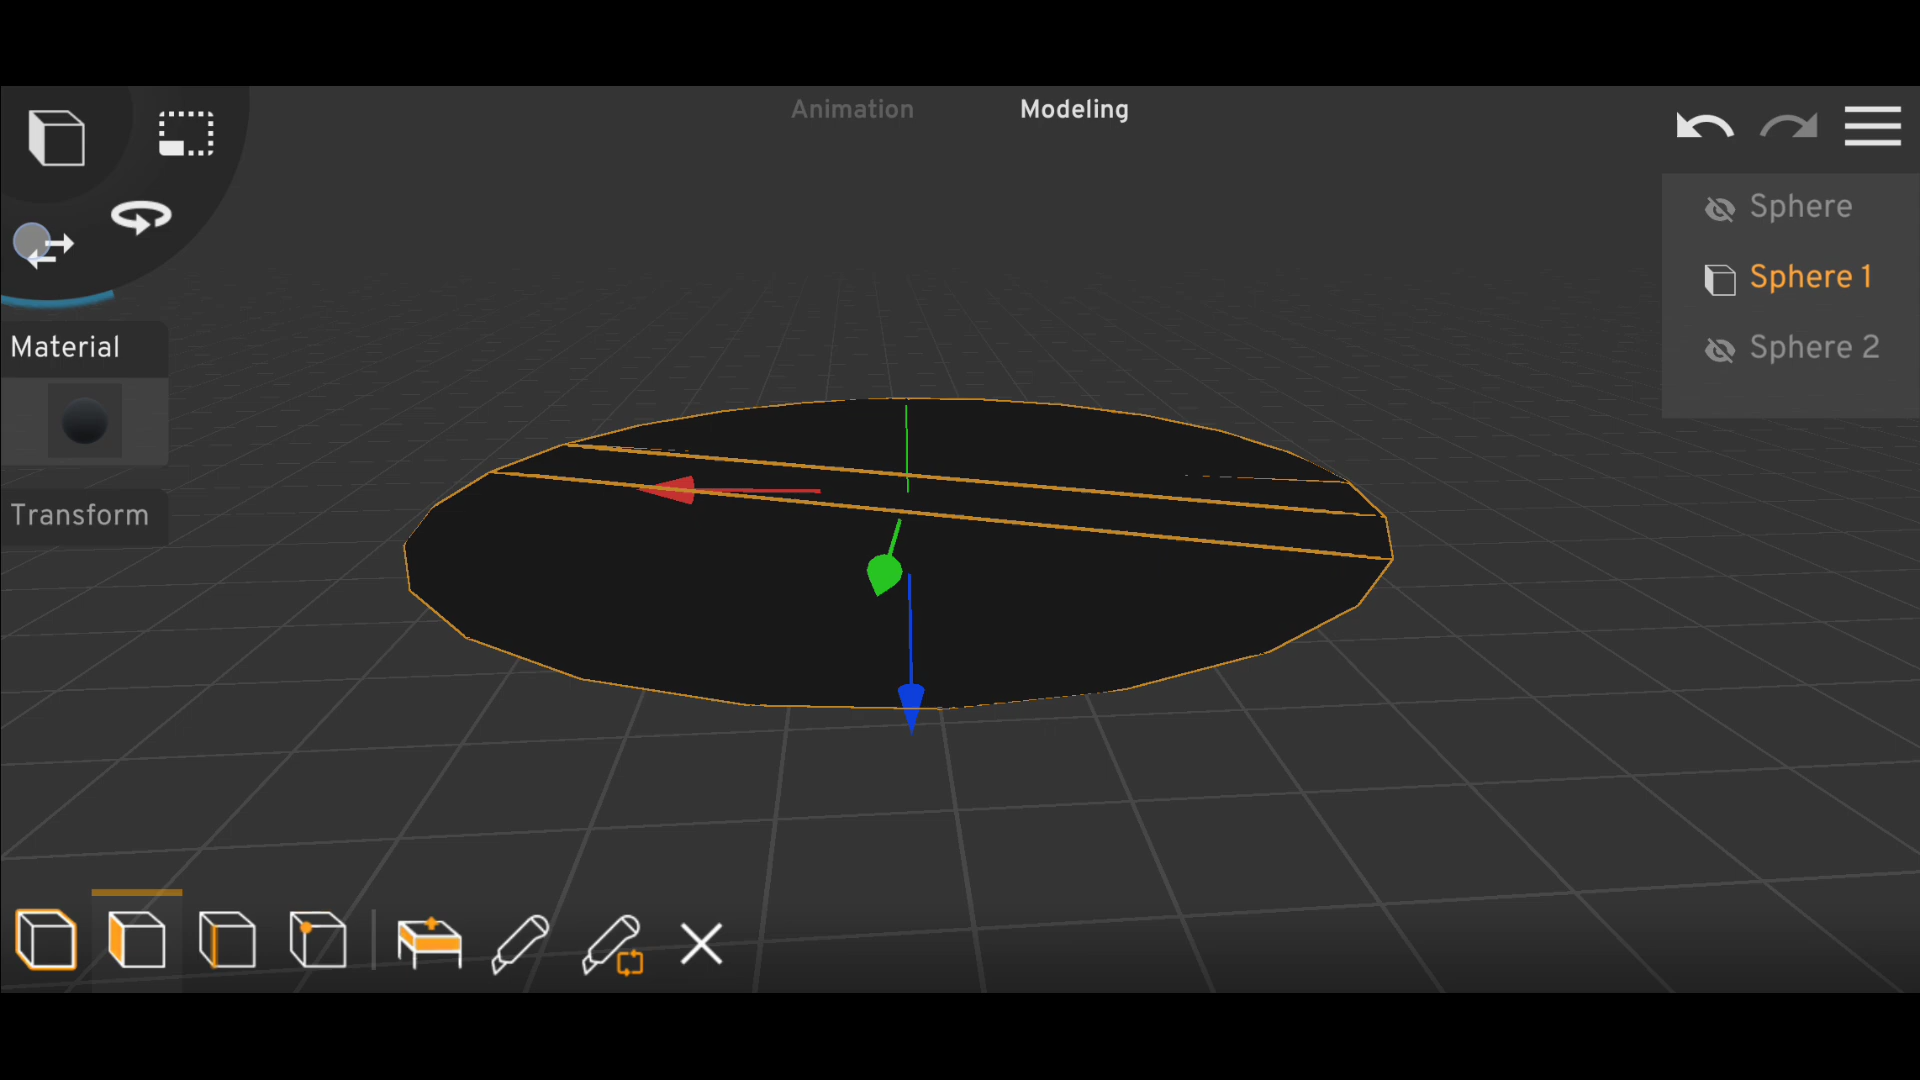 Animation
Modeling
Sphere
Sphere 1
Sphere 2
Material
Transform